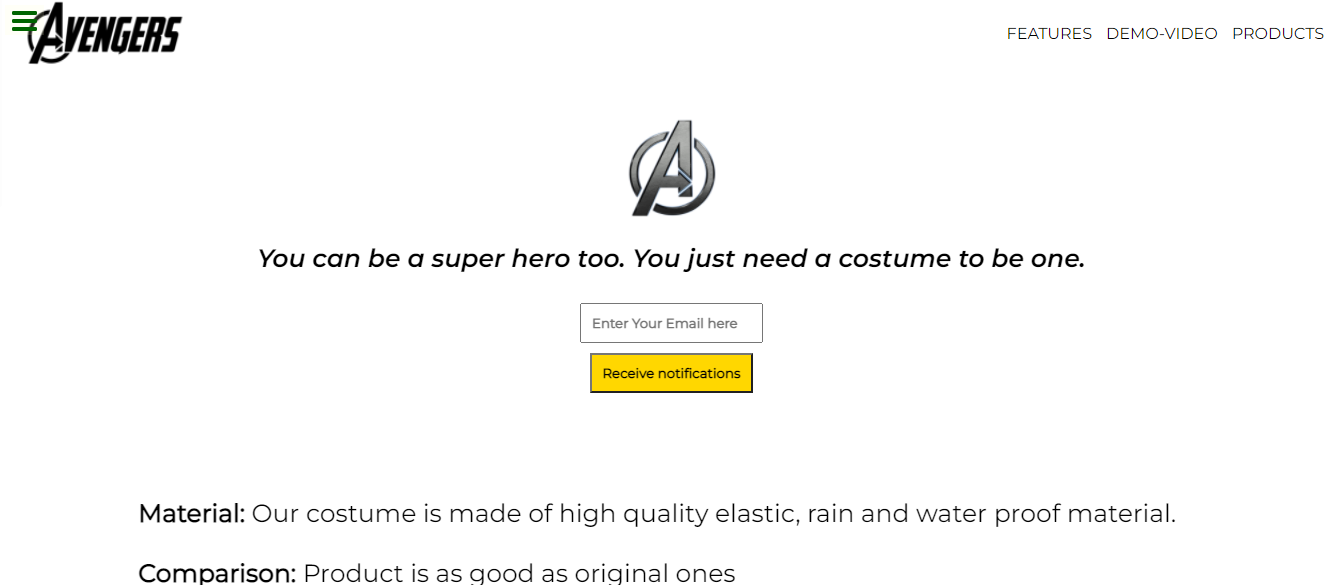 AVENGERS
FEATURES DEMO-VIDEO PRODUCTS
A
You can be a super hero too. You just need a costume to be one.
Enter Your Email here
Receive notifications
Material: Our costume is made of high quality elastic, rain and water proof material.
Comparison: Product is as good as original ones